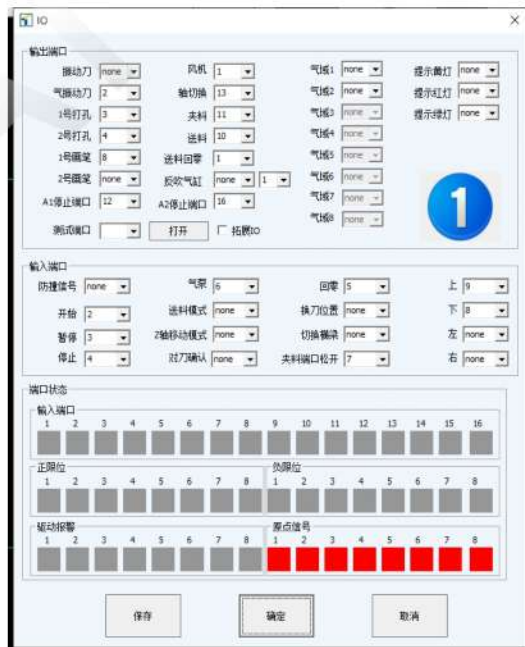 IO
输出端口
振动刀 none 风机 1 气域1 none 提示黄灯 none
气振动刀 2 轴切换 13 气域2 none 提示红灯 none
1号打孔 3 夹料 11 气域3 none 提示绿灯 none
2号打孔 4 送料 10 气域4 none
1号画笔 8 送料回零 1 气域5 none
2号画笔 none 反吹气缸 none 1 气域6 none
A1停止端口 12 A2停止端口 16 气域7 none
气域8 none
测试端口 打开 拓展IO
1
输入端口
防撞信号 none 气泵 6 回零 5 上 9
开始 2 送料模式 none 换刀位置 none 下 8
暂停 3 Z轴移动模式 none 切换横梁 none 左 none
停止 4 对刀确认 none 夹料端口松开 7 右 none
端口状态
输入端口
1 2 3 4 5 6 7 8 9 10 11 12 13 14 15 16
正限位 负限位
1 2 3 4 5 6 7 8 1 2 3 4 5 6 7 8
驱动报警 原点信号
1 2 3 4 5 6 7 8 1 2 3 4 5 6 7 8
保存 确定 取消